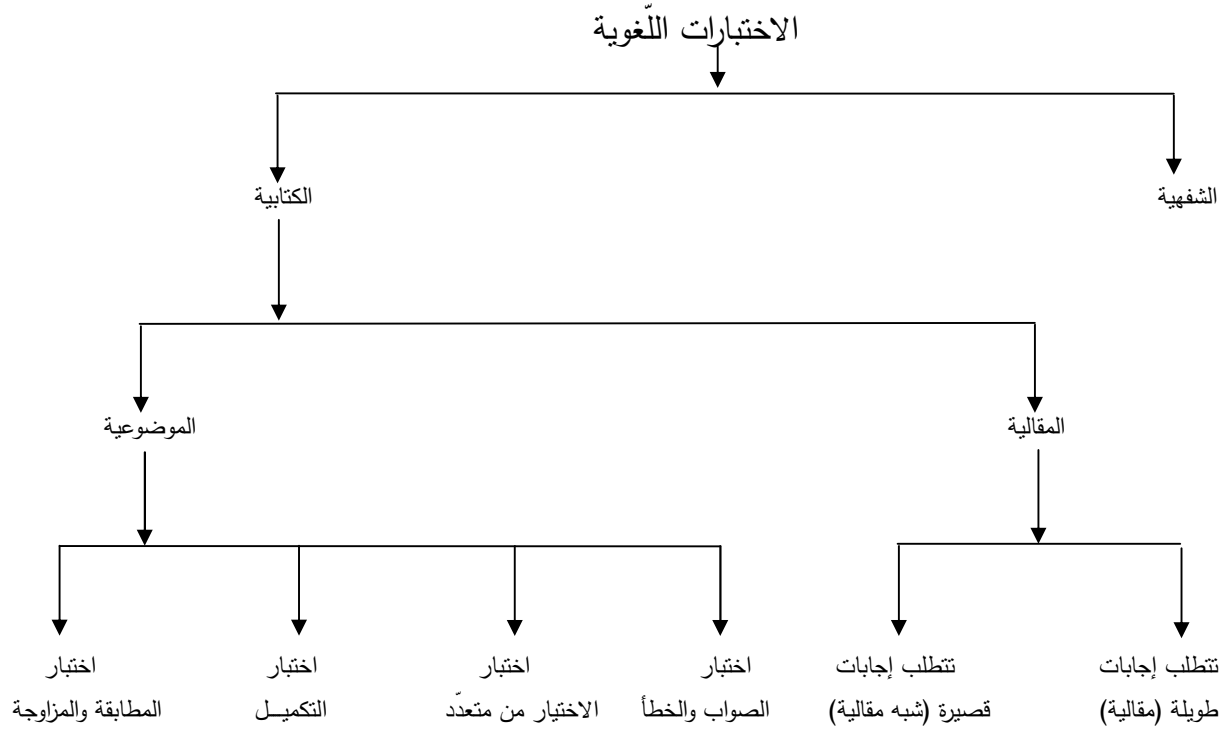 الاختبارات اللّغوية
الشفهية
الكتابية
المقالية
الموضوعية
تتطلب إجابات
طويلة (مقالية)
تتطلب إجابات
قصيرة (شبه مقالية)
اختبار
الصواب والخطأ
اختبار
الاختيار من متعدّد
اختبار
التكميــل
اختبار
المطابقة والمزاوجة